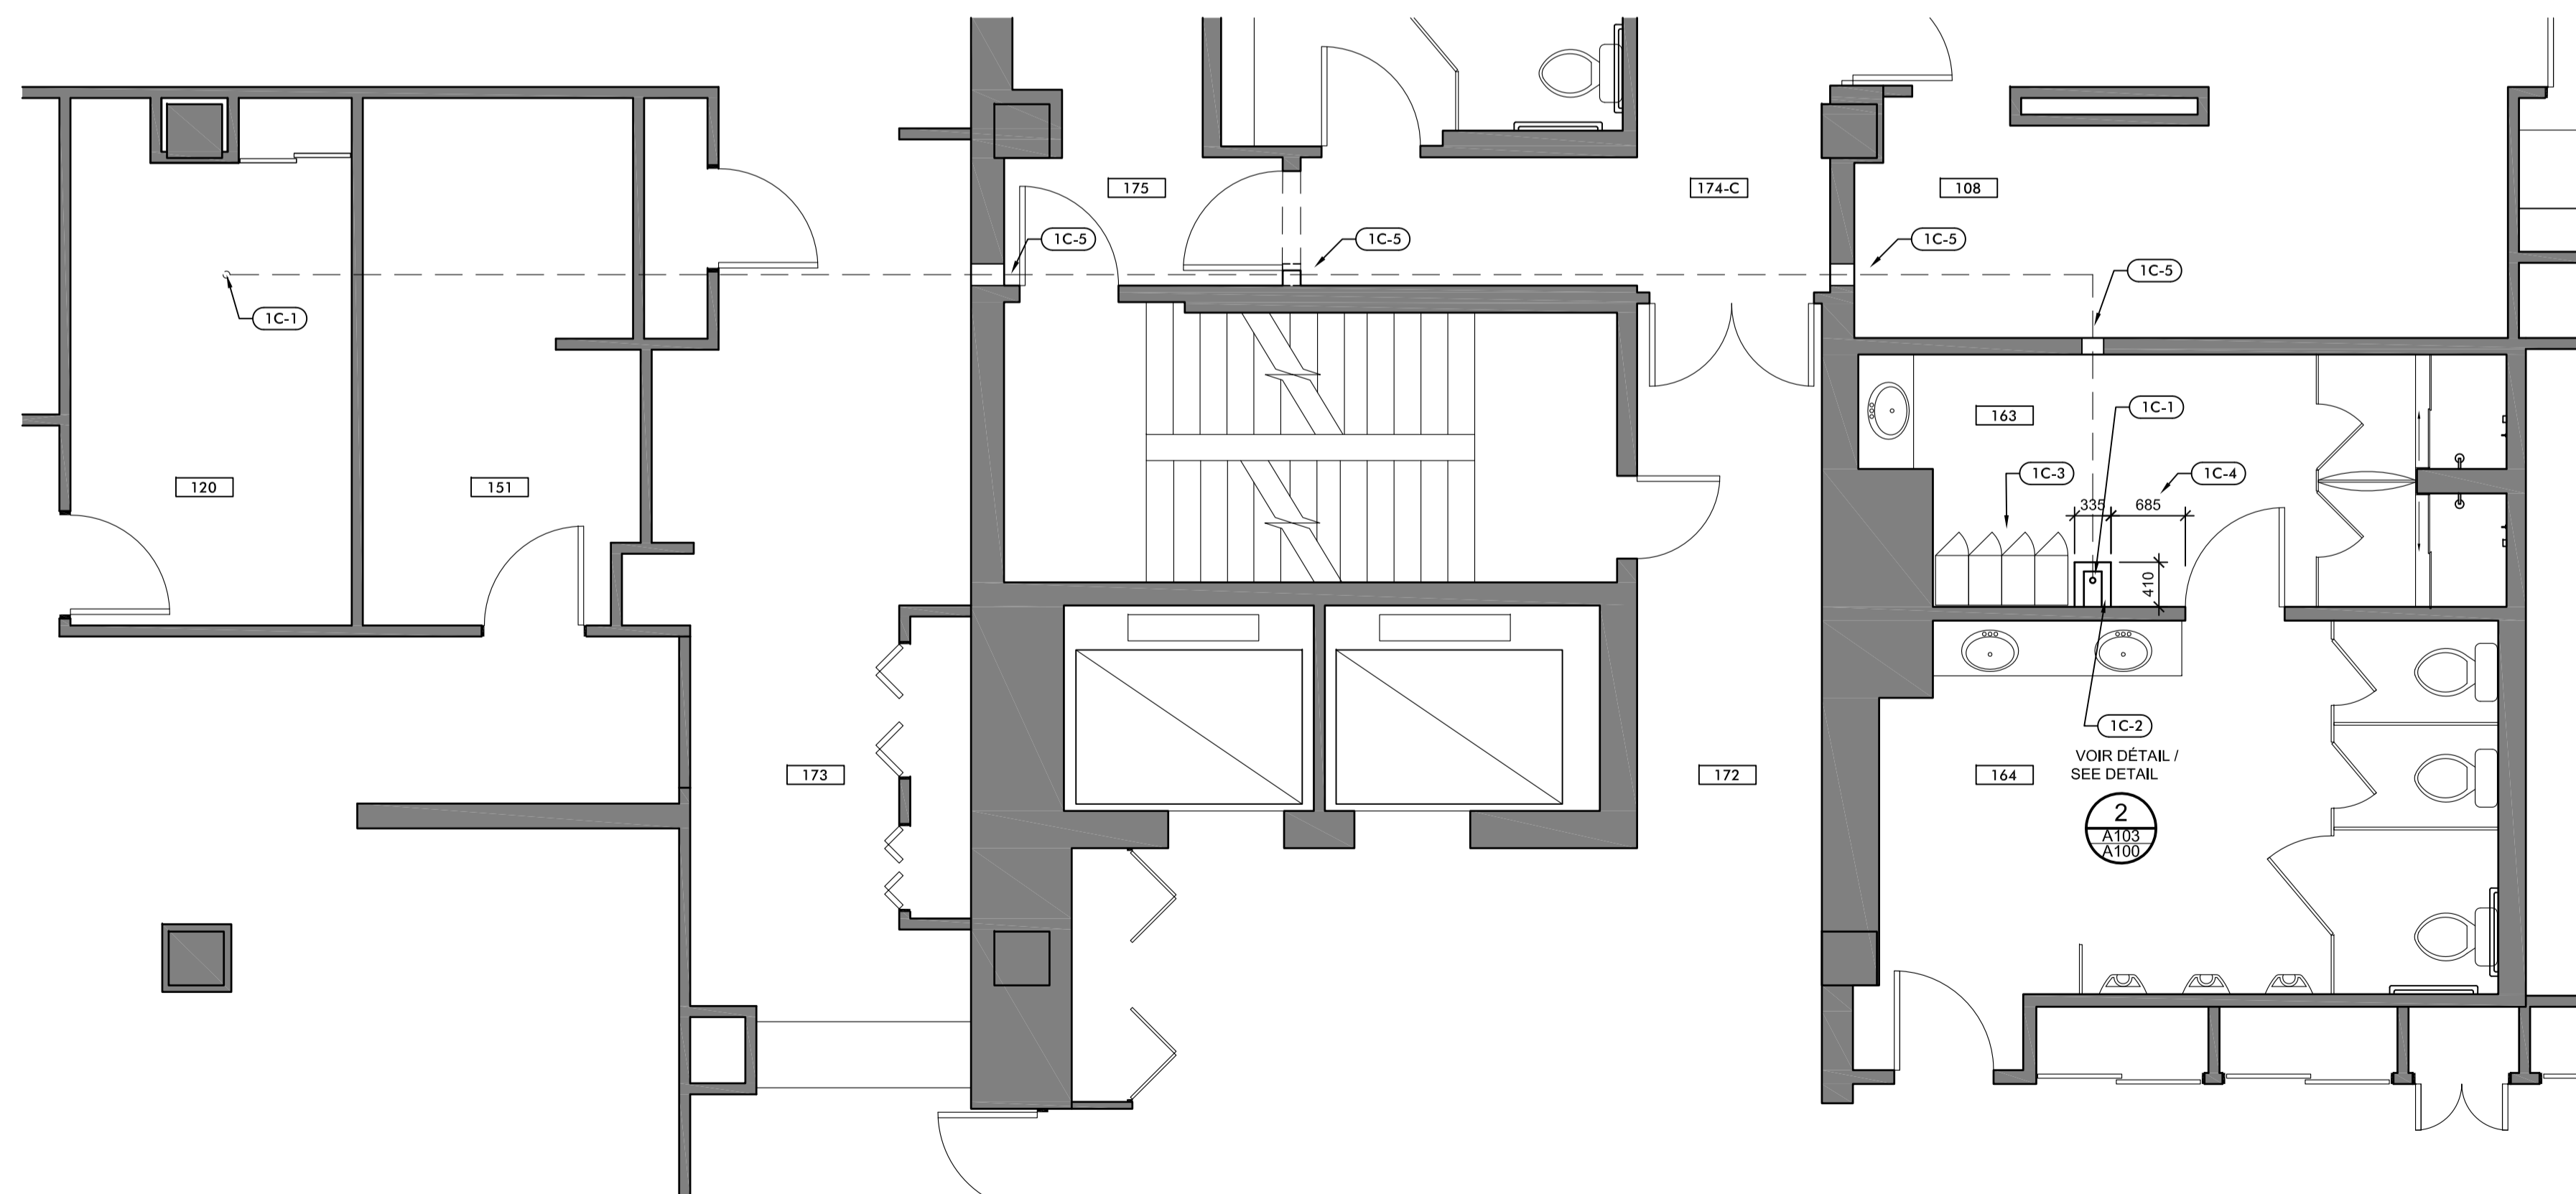 175
174-C
108
1C-5
1C-5
1C-5
1C-5
1C-1
163
1C-1
1C-3
1C-4
120
151
335
685
410
1C-2
VOIR DÉTAIL /
SEE DETAIL
173
172
164
2
A103
A100